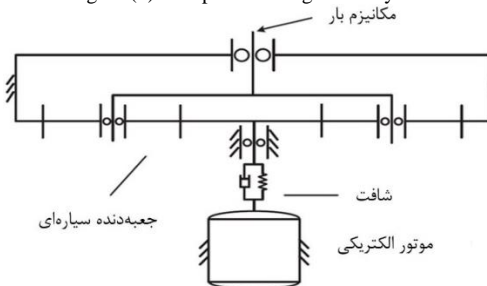 مکانیزم بار
شافت
جعبه‌دنده سیاره‌ای
موتور الکتریکی